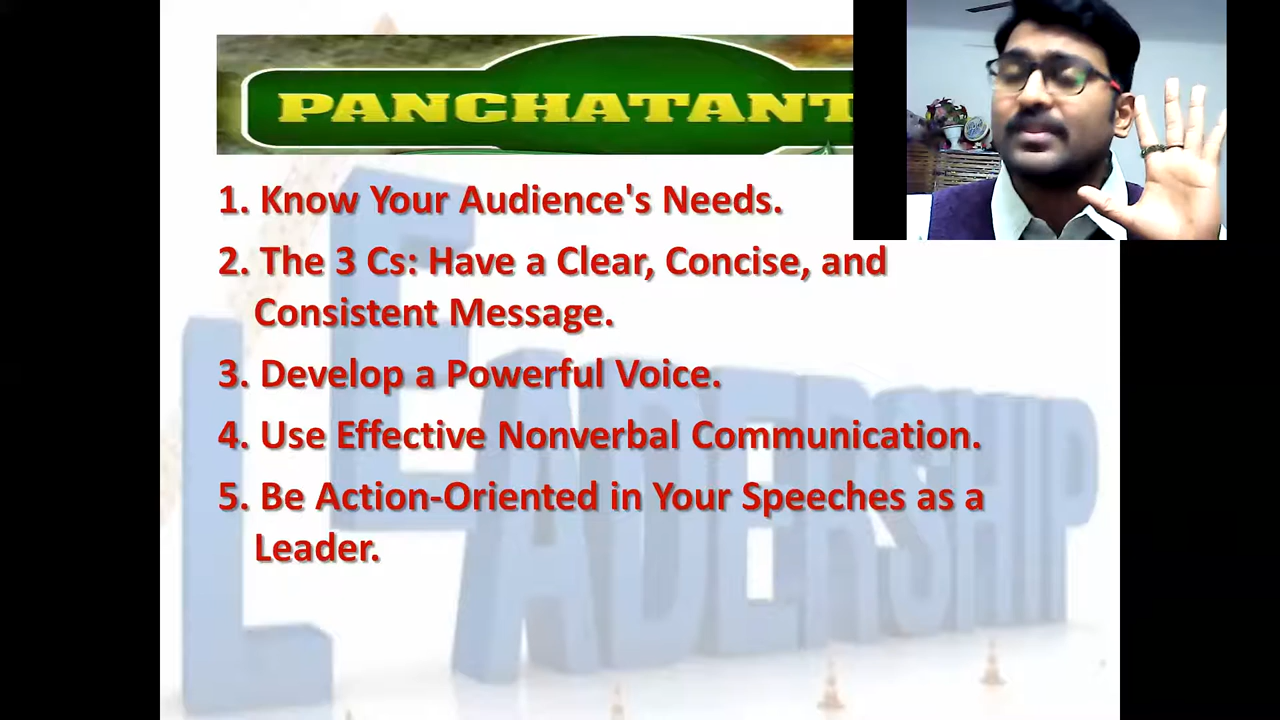 PANCHATANT
1. Know Your Audience's Needs.
2. The 3 Cs: Have a Clear, Concise, and
Consistent Message.
3. Develop a Powerful Voice.
4. Use Effective Nonverbal Communication.
5. Be Action-Oriented in Your Speeches as a
Leader.
LEADERSHIP